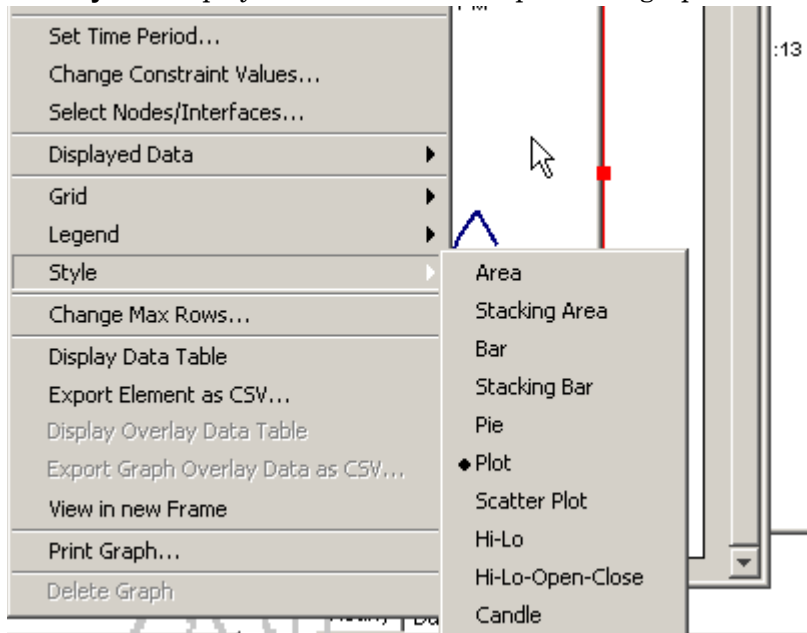 :13
Set Time Period...
Change Constraint Values...
Select Nodes/Interfaces...
Displayed Data
Grid
Legend
Style
Change Max Rows...
Display Data Table
Export Element as CSV...
Display Overlay Data Table
Export Graph Overlay Data as CSV...
View in new Frame
Print Graph...
Delete Graph
Area
Stacking Area
Bar
Stacking Bar
Pie
Plot
Scatter Plot
Hi-Lo
Hi-Lo-Open-Close
Candle